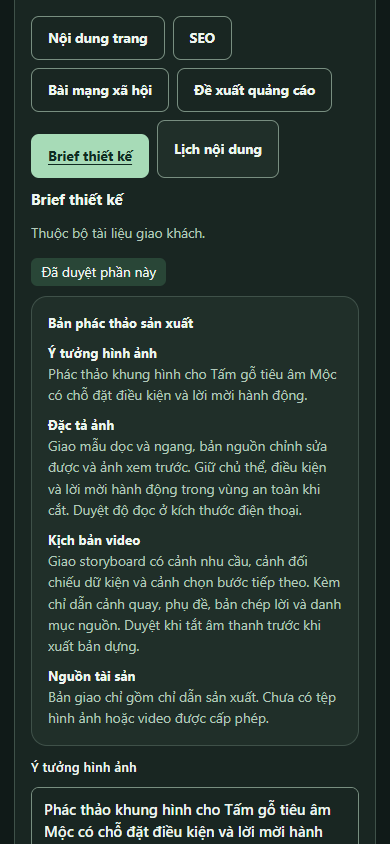 Nội dung trang
SEO
Bài mạng xã hội
Đề xuất quảng cáo
Brief thiết kế
Lịch nội dung
Brief thiết kế
Thuộc bộ tài liệu giao khách.
Đã duyệt phần này
Bản phác thảo sản xuất
Ý tưởng hình ảnh
Phác thảo khung hình cho Tấm gỗ tiêu âm Mộc
có chỗ đặt điều kiện và lời mời hành động.
Đặc tả ảnh
Giao mẫu dọc và ngang, bản nguồn chỉnh sửa
được và ảnh xem trước. Giữ chủ thể, điều kiện
và lời mời hành động trong vùng an toàn khi
cắt. Duyệt độ đọc ở kích thước điện thoại.
Kịch bản video
Giao storyboard có cảnh nhu cầu, cảnh đối
chiếu dữ kiện và cảnh chọn bước tiếp theo. Kèm
chỉ dẫn cảnh quay, phụ đề, bản chép lời và danh
mục nguồn. Duyệt khi tắt âm thanh trước khi
xuất bản dựng.
Nguồn tài sản
Bản giao chỉ gồm chỉ dẫn sản xuất. Chưa có tệp
hình ảnh hoặc video được cấp phép.
Ý tưởng hình ảnh
Phác thảo khung hình cho Tấm gỗ tiêu âm
Mộc có chỗ đặt điều kiện và lời mời hành